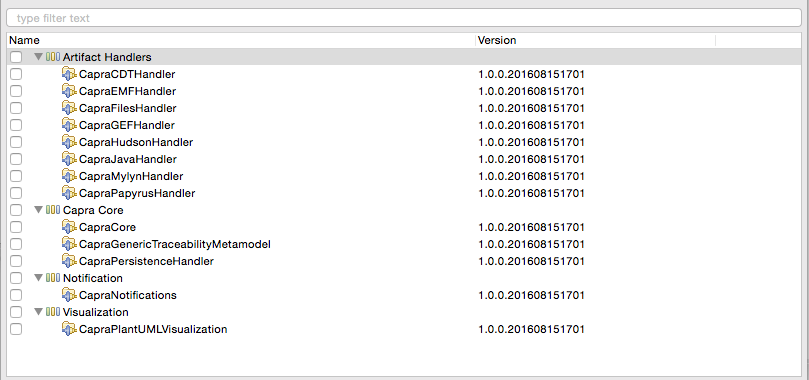 type filter text
Name Version
Artifact Handlers
CapraCDTHandler 1.0.0.201608151701
CapraEMFHandler 1.0.0.201608151701
CapraFilesHandler 1.0.0.201608151701
CapraGEFHandler 1.0.0.201608151701
CapraHudsonHandler 1.0.0.201608151701
CapraJavaHandler 1.0.0.201608151701
CapraMylynHandler 1.0.0.201608151701
CapraPapyrusHandler 1.0.0.201608151701
Capra Core
CapraCore 1.0.0.201608151701
CapraGenericTraceabilityMetamodel 1.0.0.201608151701
CapraPersistenceHandler 1.0.0.201608151701
Notification
CapraNotifications 1.0.0.201608151701
Visualization
CapraPlantUMLVisualization 1.0.0.201608151701